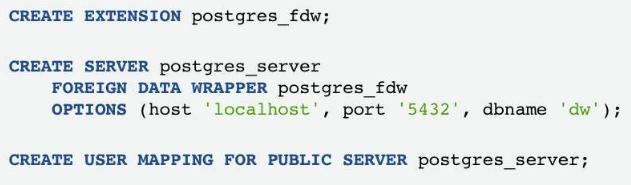 CREATE EXTENSION postgres_fdw;
CREATE SERVER postgres_server
FOREIGN DATA WRAPPER postgres_fdw
OPTIONS (host 'localhost', port '5432', dbname 'dw');
CREATE USER MAPPING FOR PUBLIC SERVER postgres_server;